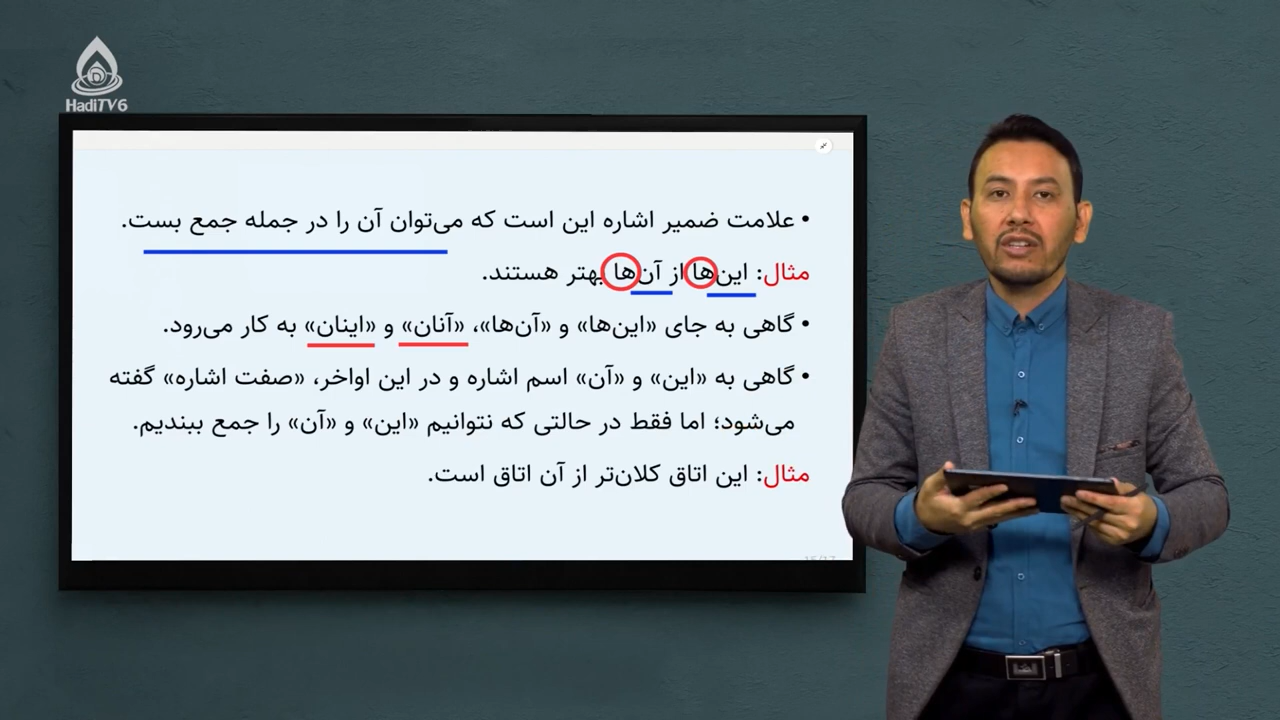 HadiTV6
• علامت ضمیر اشاره این است که می‌توان آن را در جمله جمع بست.
مثال: این‌ها از آن‌ها بهتر هستند.
• گاهی به جای «این‌ها» و «آن‌ها»، «آنان» و «اینان» به کار می‌رود.
• گاهی به «این» و «آن» اسم اشاره و در این اواخر، «صفت اشاره» گفته
می‌شود؛ اما فقط در حالتی که نتوانیم «این» و «آن» را جمع ببندیم.
مثال: این اتاق کلان‌تر از آن اتاق است.